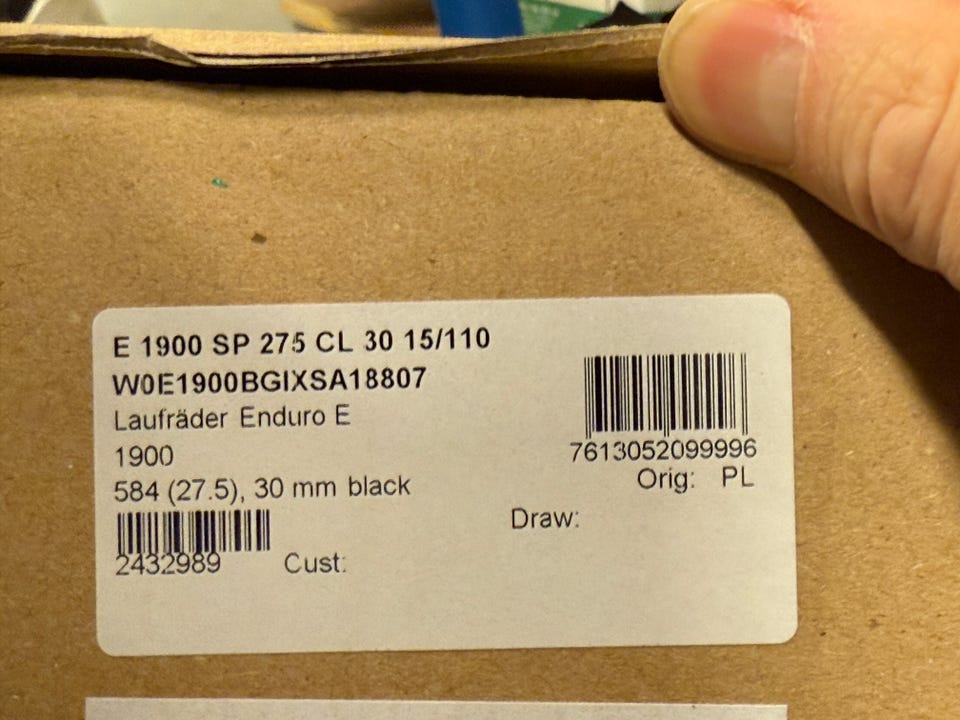 E 1900 SP 275 CL 30 15/110
W0E1900BGIXSA18807
Laufräder Enduro E
1900
584 (27.5), 30 mm black
7613052099996
Orig: PL
Draw:
2432989 Cust: